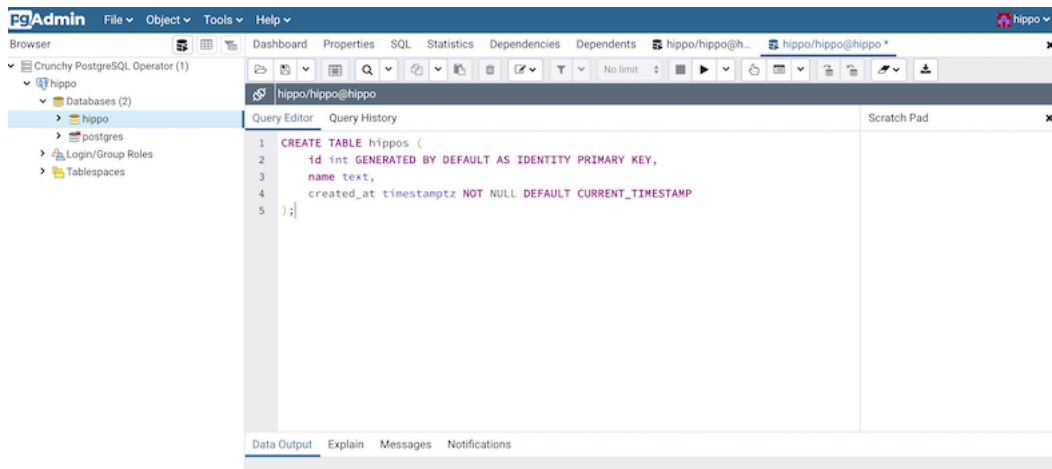 pgAdmin File Object Tools Help hippo
Browser
Dashboard Properties SQL Statistics Dependencies Dependents hippo/hippo@h... hippo/hippo@hippo *
Crunchy PostgreSQL Operator (1)
hippo
Databases (2)
hippo
postgres
Login/Group Roles
Tablespaces
No limit
hippo/hippo@hippo
Query Editor Query History
Scratch Pad
1 CREATE TABLE hippos (
2 id int GENERATED BY DEFAULT AS IDENTITY PRIMARY KEY,
3 name text,
4 created_at timestamptz NOT NULL DEFAULT CURRENT_TIMESTAMP
5 );
Data Output Explain Messages Notifications